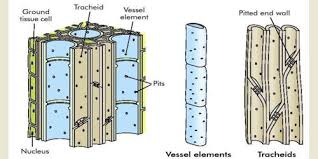 Ground
tissue cell
Tracheid
Vessel
element
Pits
Nucleus
Vessel elements
Pitted end wall
Tracheids